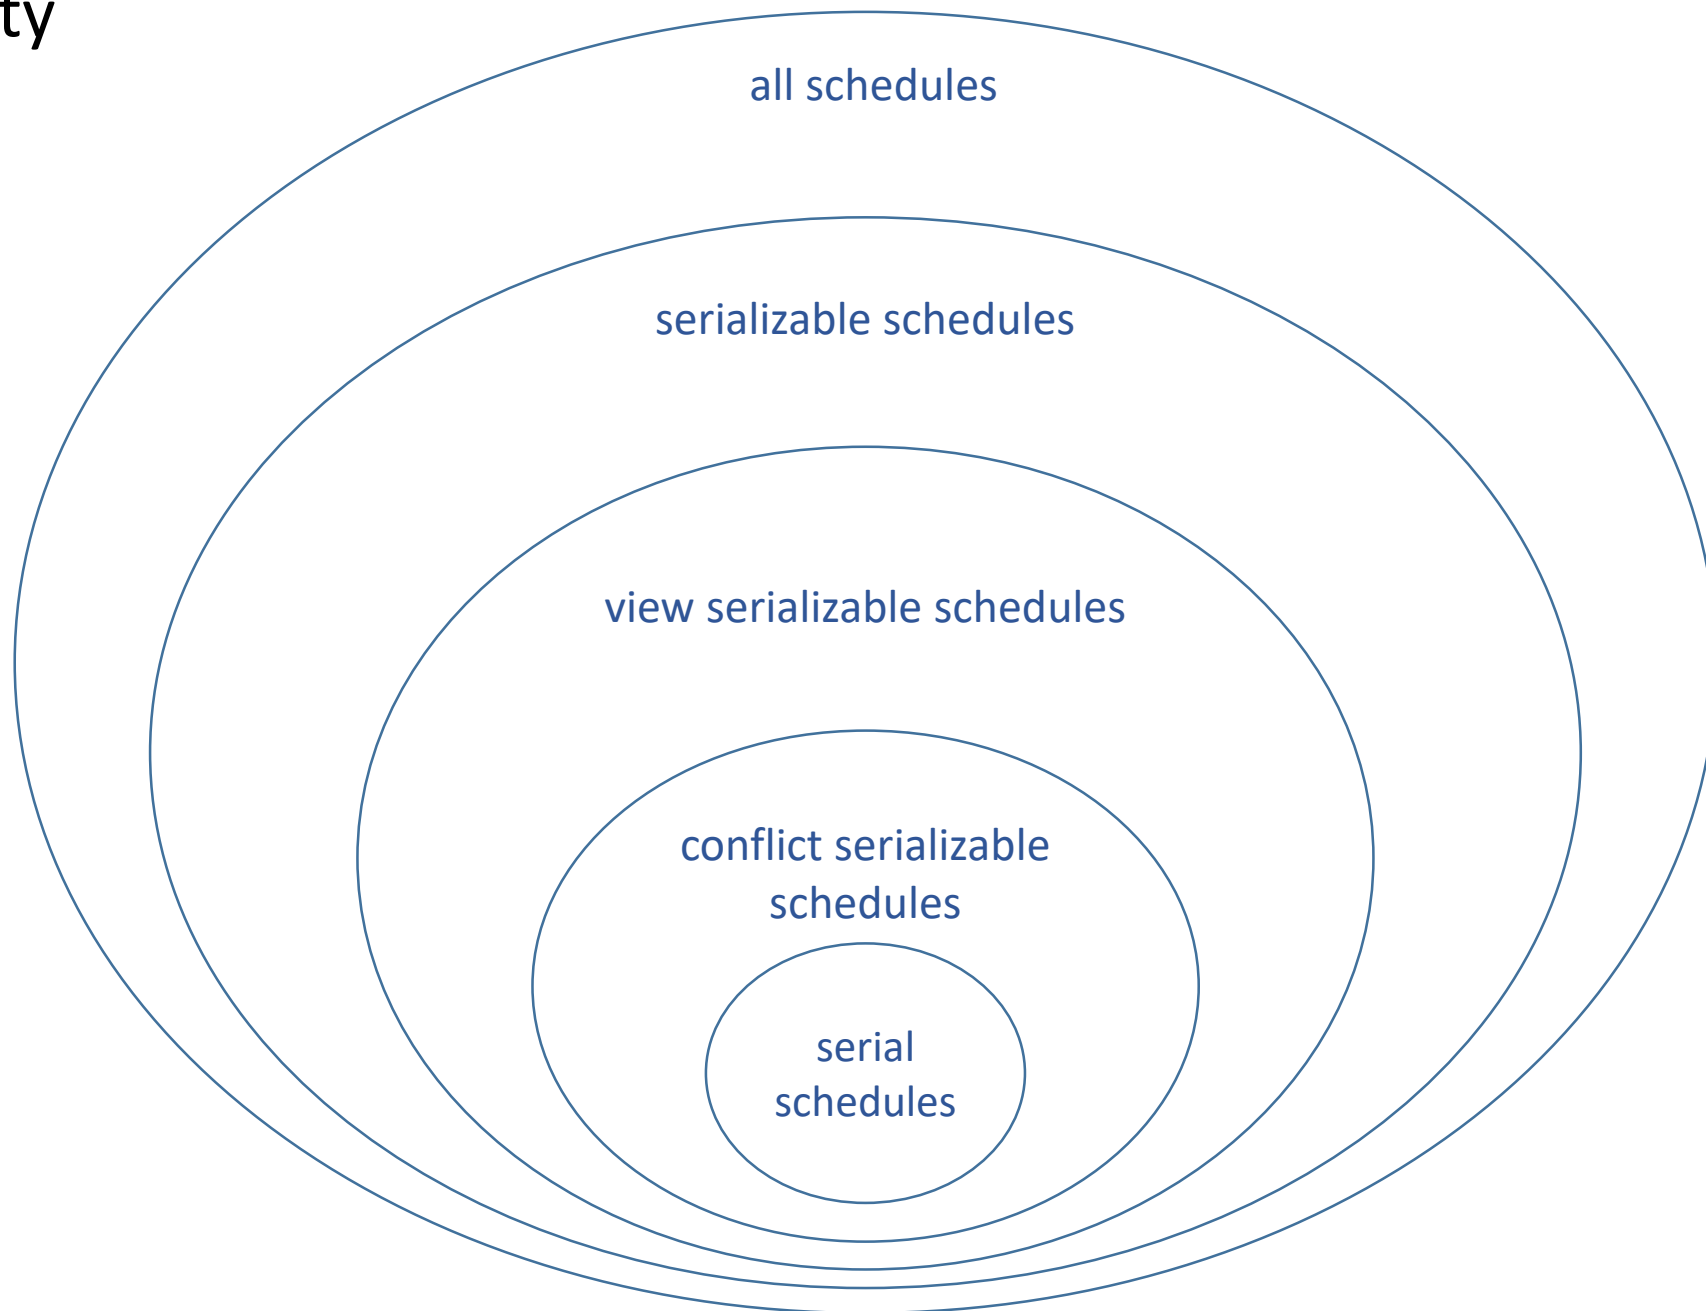 ty
all schedules
serializable schedules
view serializable schedules
conflict serializable
schedules
serial
schedules